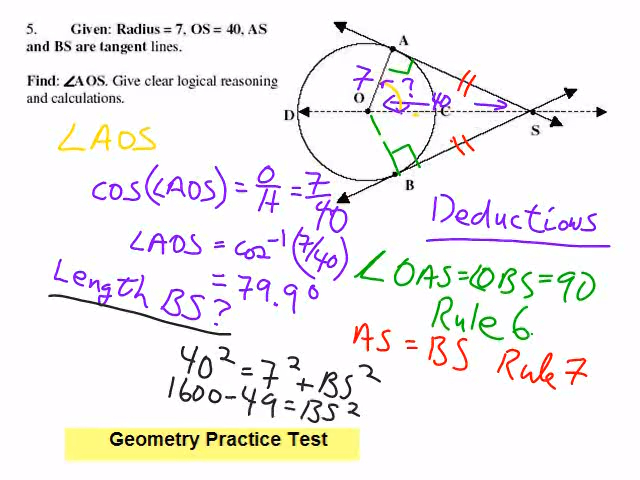 5. Given: Radius = 7, OS = 40, AS
and BS are tangent lines.
Find: ∠AOS. Give clear logical reasoning
and calculations.
A
7
?
O
40
D
C
S
B
∠AOS
cos(∠AOS) = O/H = 7/40
∠AOS = cos⁻¹(7/40)
= 79.9°
Length BS?
40² = 7² + BS²
1600 - 49 = BS²
Deductions
∠OAS = ∠OBS = 90
Rule 6.
AS = BS Rule 7
Geometry Practice Test